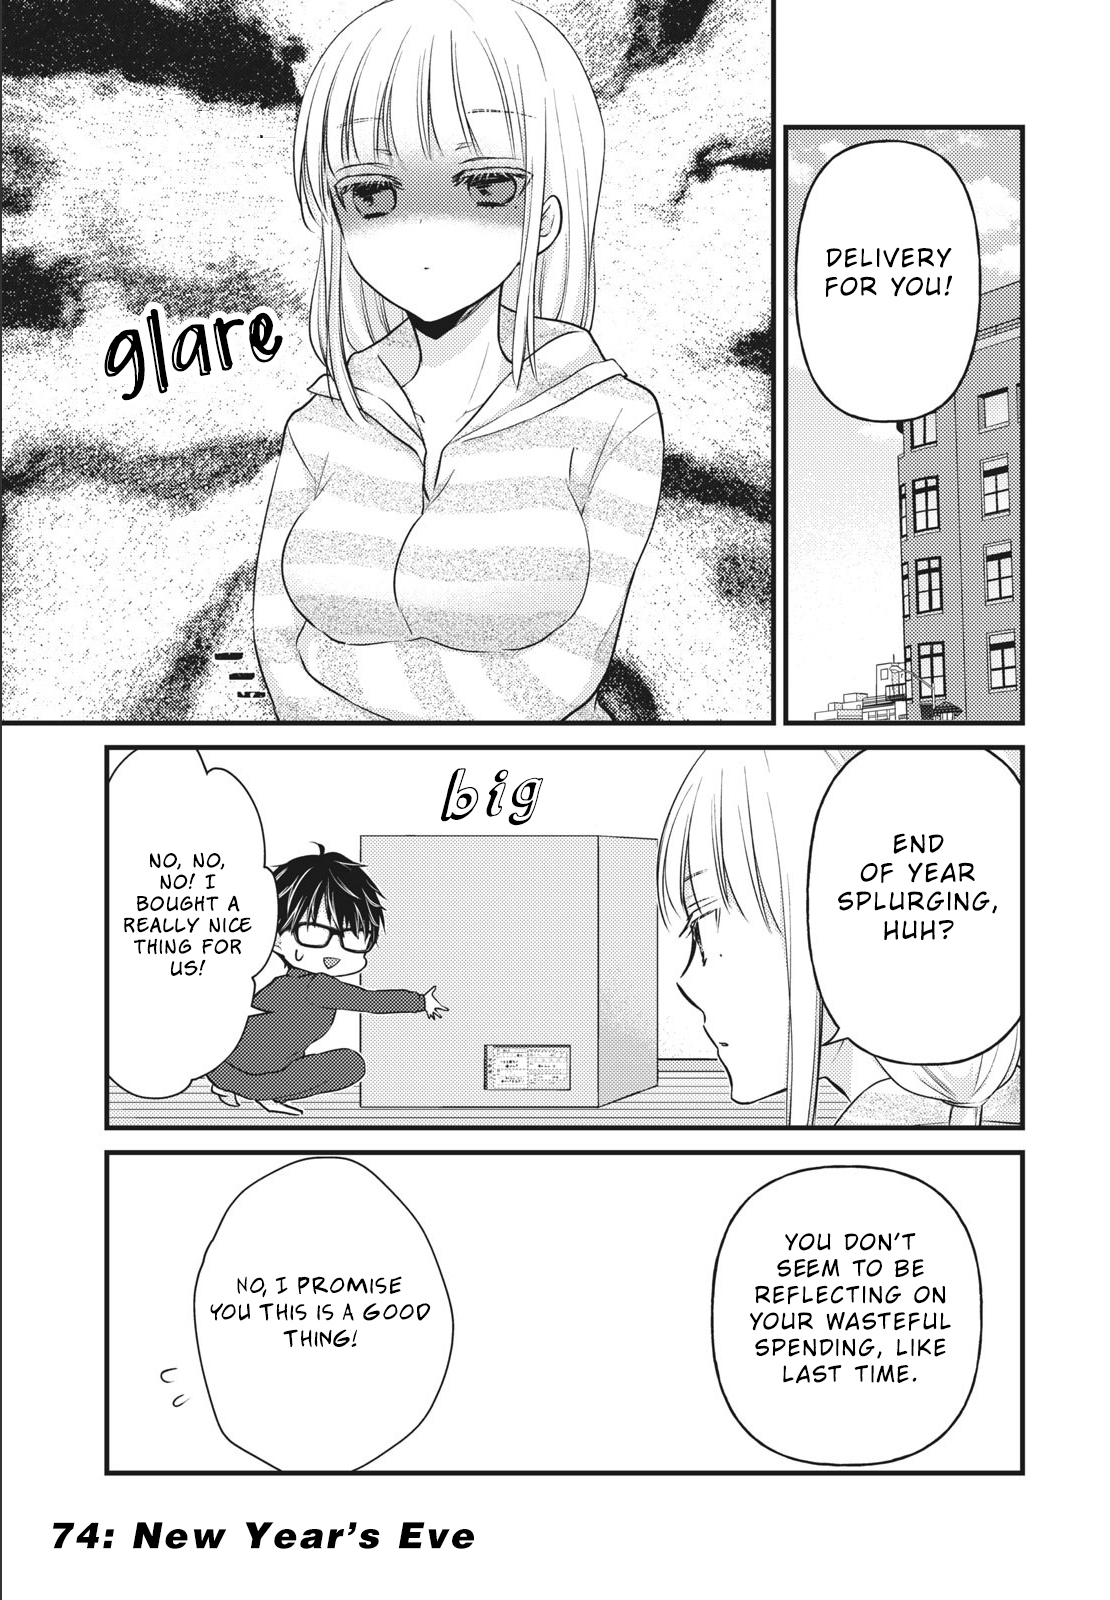 DELIVERY
FOR YOU!
glare
END
OF YEAR
SPLURGING,
HUH?
big
NO, NO,
NO! I
BOUGHT A
REALLY NICE
THING FOR
US!
YOU DON'T
SEEM TO BE
REFLECTING ON
YOUR WASTEFUL
SPENDING, LIKE
LAST TIME.
NO, I PROMISE
YOU THIS IS A GOOD
THING!
74: New Year's Eve